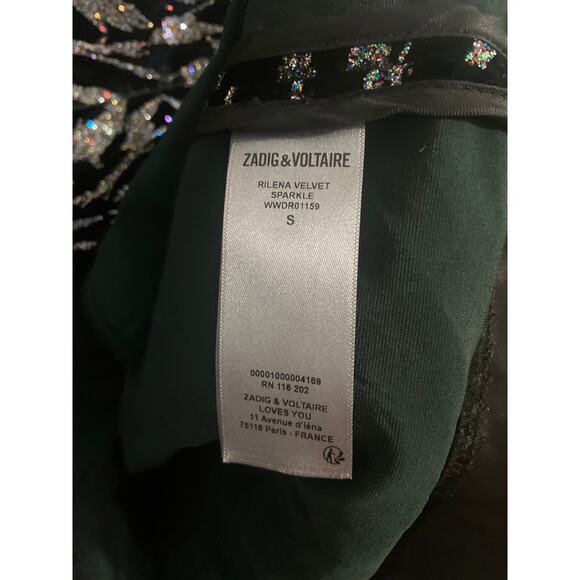 ZADIG&VOLTAIRE
RILENA VELVET
SPARKLE
WWDR01159
S
00001000004169
RN 116 202
ZADIG & VOLTAIRE
LOVES YOU
11 Avenue d'iéna
75116 Paris - FRANCE